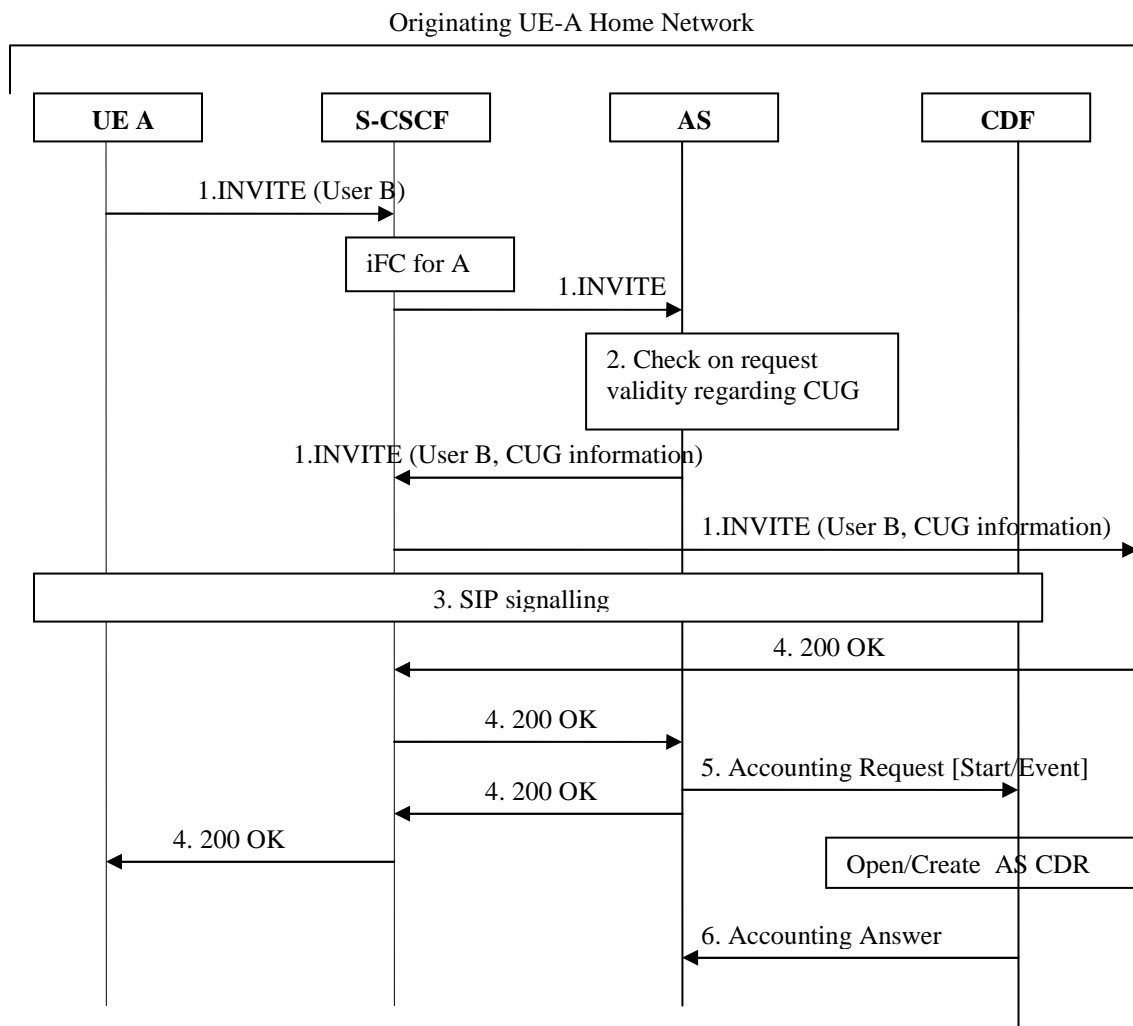 Originating UE-A Home Network
UE A
S-CSCF
AS
CDF
1.INVITE (User B)
iFC for A
1.INVITE
2. Check on request
validity regarding CUG
1.INVITE (User B, CUG information)
1.INVITE (User B, CUG information)
3. SIP signalling
4. 200 OK
4. 200 OK
5. Accounting Request [Start/Event]
4. 200 OK
4. 200 OK
Open/Create AS CDR
6. Accounting Answer